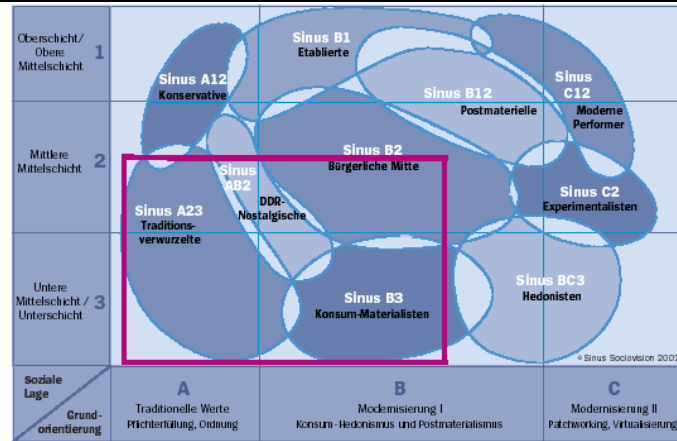 Oberschicht/
Obere
Mittelschicht
1
Sinus B1
Etablierte
Sinus A12
Konservative
Sinus B12
Postmaterielle
Sinus
C12
Moderne
Performer
Mittlere
Mittelschicht
2
Sinus B2
Bürgerliche Mitte
Sinus
AB2
DDR-
Nostalgische
Sinus A23
Traditions-
verwurzelte
Sinus C2
Experimentalisten
Untere
Mittelschicht /
Unterschicht
3
Sinus B3
Konsum-Materialisten
Sinus BC3
Hedonisten
© Sinus Sociovision 2002
Soziale
Lage
Grund-
orientierung
A
Traditionelle Werte
Pflichterfüllung, Ordnung
B
Modernisierung I
Konsum-Hedonismus und Postmaterialismus
C
Modernisierung II
Patchworking, Virtualisierung